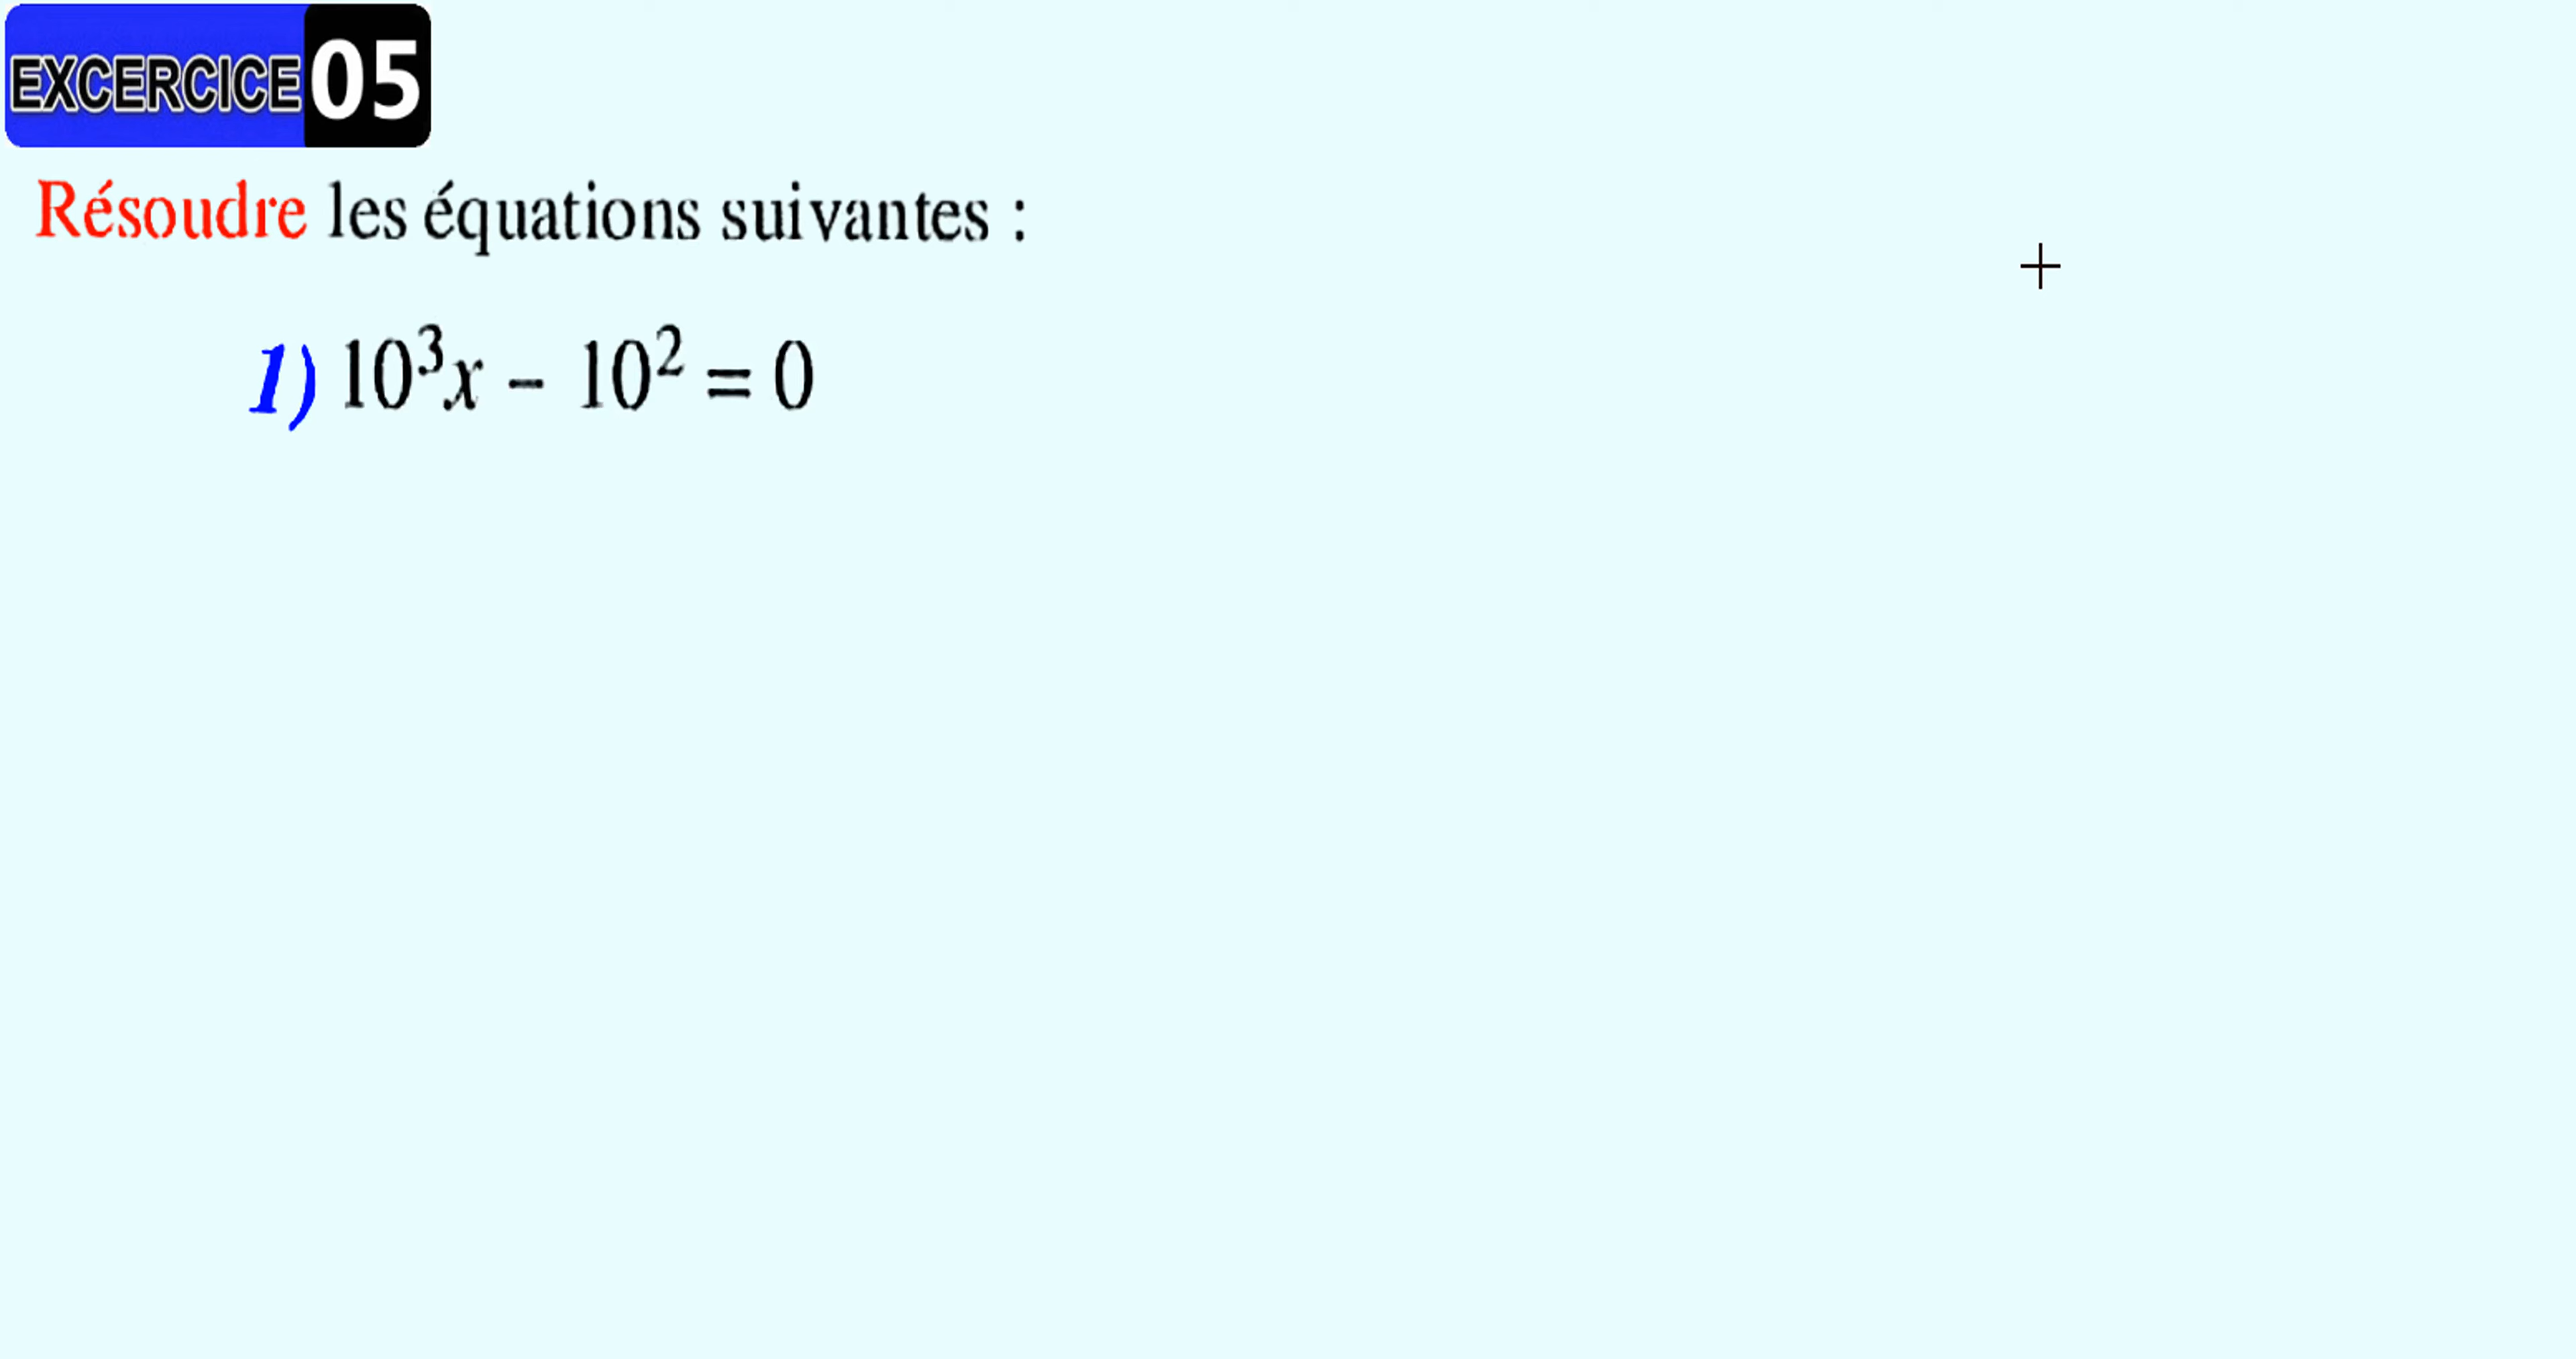 EXCERCICE 05
Résoudre les équations suivantes :
1) 10³x – 10² = 0